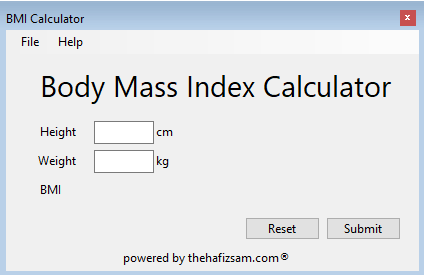 BMI Calculator
File Help
Body Mass Index Calculator
Height cm
Weight kg
BMI
Reset Submit
powered by thehafizsam.com®